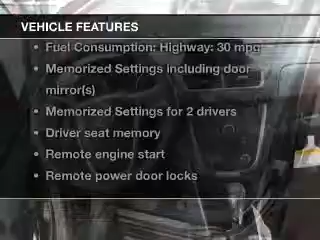 VEHICLE FEATURES
• Fuel Consumption: Highway: 30 mpg
• Memorized Settings including door
mirror(s)
• Memorized Settings for 2 drivers
• Driver seat memory
• Remote engine start
• Remote power door locks